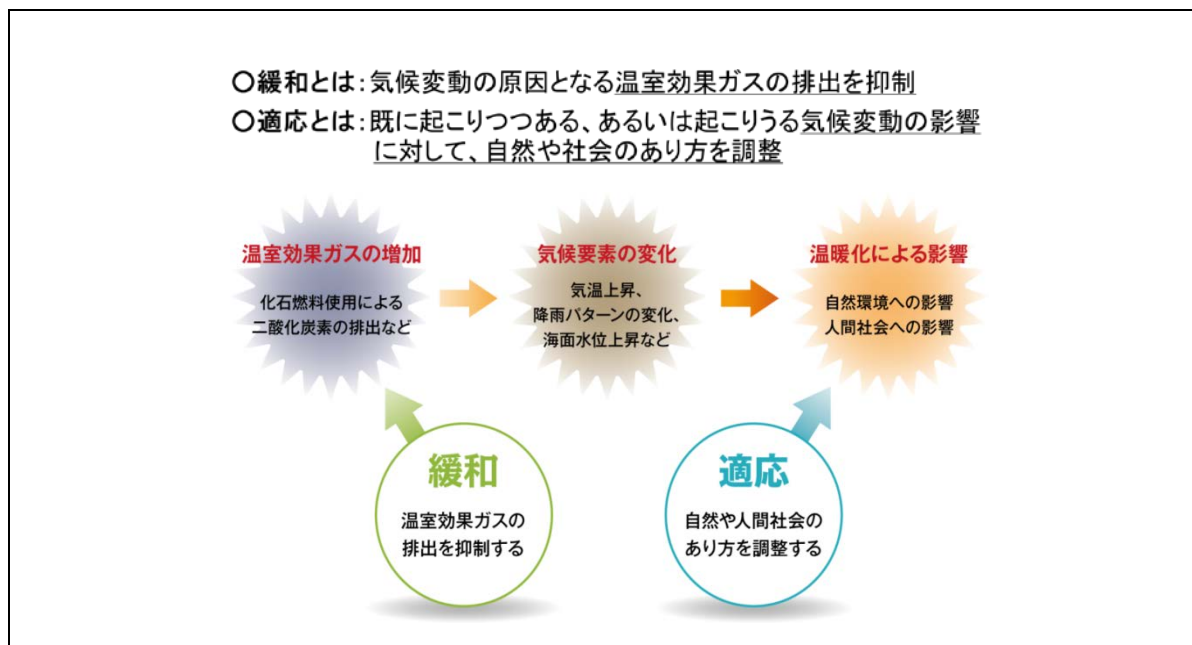 ○緩和とは：気候変動の原因となる温室効果ガスの排出を抑制
○適応とは：既に起こりつつある、あるいは起こりうる気候変動の影響
に対して、自然や社会のあり方を調整
温室効果ガスの増加
化石燃料使用による
二酸化炭素の排出など
気候要素の変化
気温上昇、
降雨パターンの変化、
海面水位上昇など
温暖化による影響
自然環境への影響
人間社会への影響
緩和
温室効果ガスの
排出を抑制する
適応
自然や人間社会の
あり方を調整する